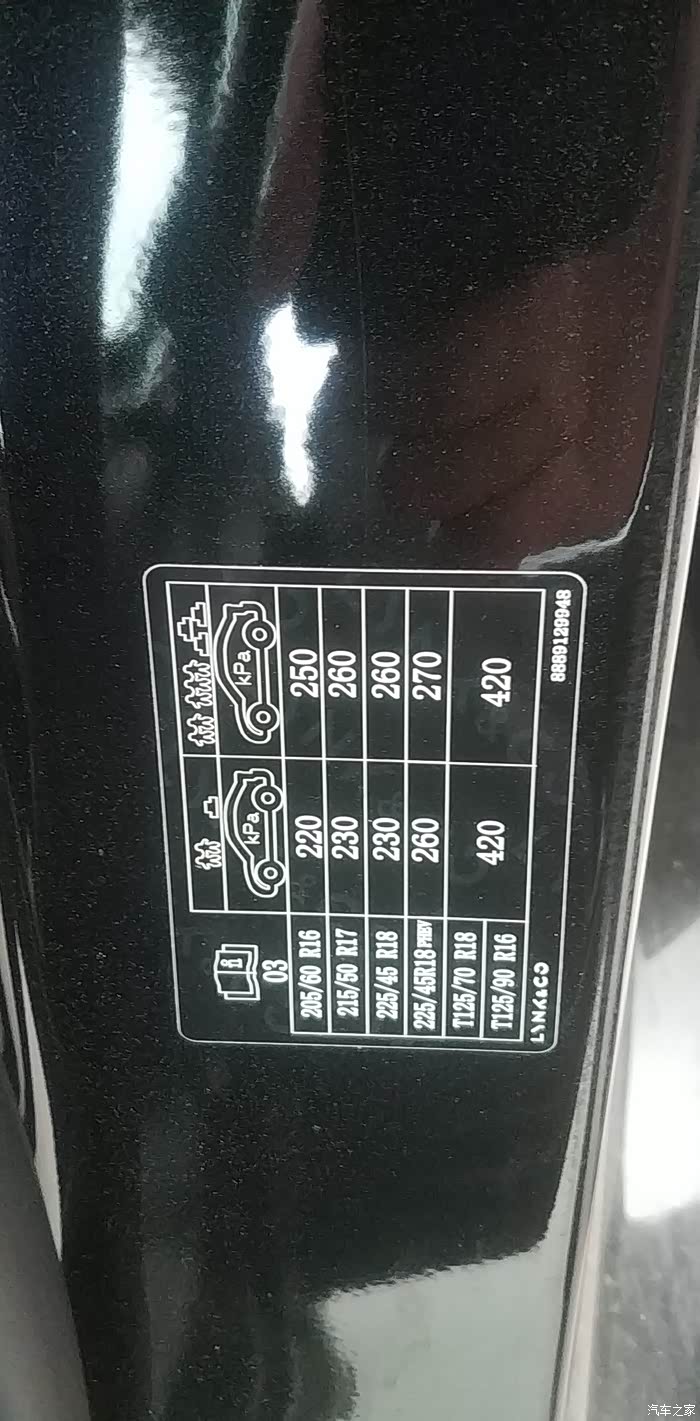 kPa kPa
03
205/60 R16 220 250
215/50 R17 230 260
225/45 R18 230 260
225/45R18 PHEV 260 270
T125/70 R18
T125/90 R16 420 420
LYNK&CO 8889129948
汽车之家